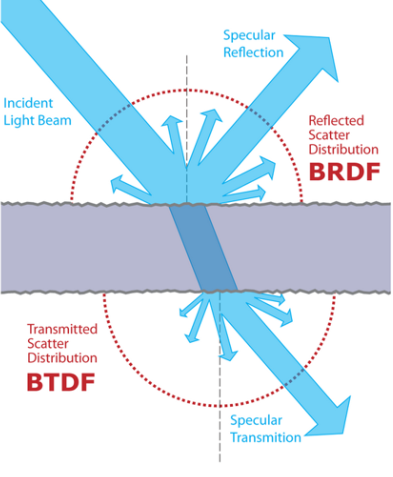 Specular
Reflection
Incident
Light Beam
Reflected
Scatter
Distribution
BRDF
Transmitted
Scatter
Distribution
BTDF
Specular
Transmition